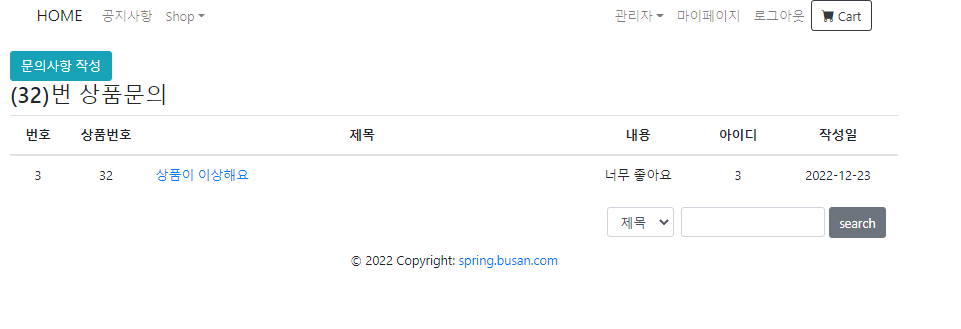 HOME 공지사항 Shop 관리자 마이페이지 로그아웃 Cart
문의사항 작성
(32)번 상품문의
번호 상품번호 제목 내용 아이디 작성일
3 32 상품이 이상해요 너무 좋아요 3 2022-12-23
제목 search
© 2022 Copyright: spring.busan.com